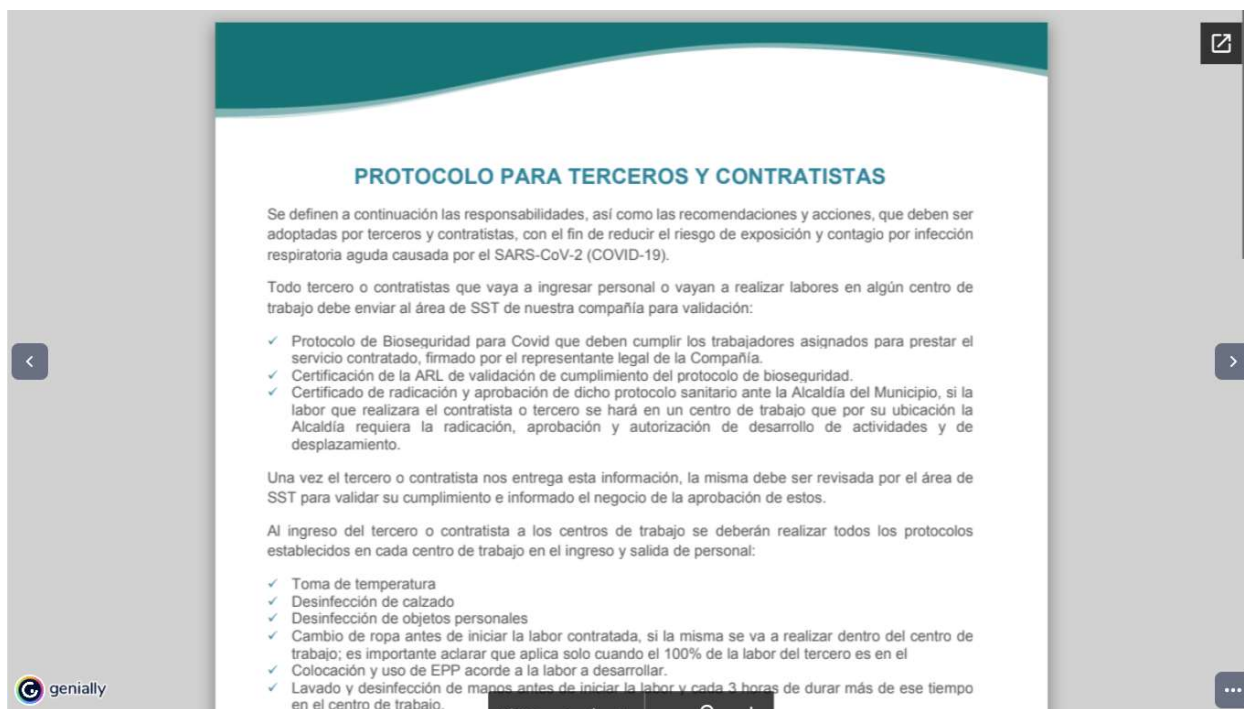 PROTOCOLO PARA TERCEROS Y CONTRATISTAS
Se definen a continuación las responsabilidades, así como las recomendaciones y acciones, que deben ser
adoptadas por terceros y contratistas, con el fin de reducir el riesgo de exposición y contagio por infección
respiratoria aguda causada por el SARS-CoV-2 (COVID-19).
Todo tercero o contratistas que vaya a ingresar personal o vayan a realizar labores en algún centro de
trabajo debe enviar al área de SST de nuestra compañía para validación:
✓ Protocolo de Bioseguridad para Covid que deben cumplir los trabajadores asignados para prestar el
servicio contratado, firmado por el representante legal de la Compañía.
✓ Certificación de la ARL de validación de cumplimiento del protocolo de bioseguridad.
✓ Certificado de radicación y aprobación de dicho protocolo sanitario ante la Alcaldía del Municipio, si la
labor que realizara el contratista o tercero se hará en un centro de trabajo que por su ubicación la
Alcaldía requiera la radicación, aprobación y autorización de desarrollo de actividades y de
desplazamiento.
Una vez el tercero o contratista nos entrega esta información, la misma debe ser revisada por el área de
SST para validar su cumplimiento e informado el negocio de la aprobación de estos.
Al ingreso del tercero o contratista a los centros de trabajo se deberán realizar todos los protocolos
establecidos en cada centro de trabajo en el ingreso y salida de personal:
✓ Toma de temperatura
✓ Desinfección de calzado
✓ Desinfección de objetos personales
✓ Cambio de ropa antes de iniciar la labor contratada, si la misma se va a realizar dentro del centro de
trabajo; es importante aclarar que aplica solo cuando el 100% de la labor del tercero es en el
✓ Colocación y uso de EPP acorde a la labor a desarrollar.
✓ Lavado y desinfección de manos antes de iniciar la labor y cada 3 horas de durar más de ese tiempo
en el centro de trabajo.
genially